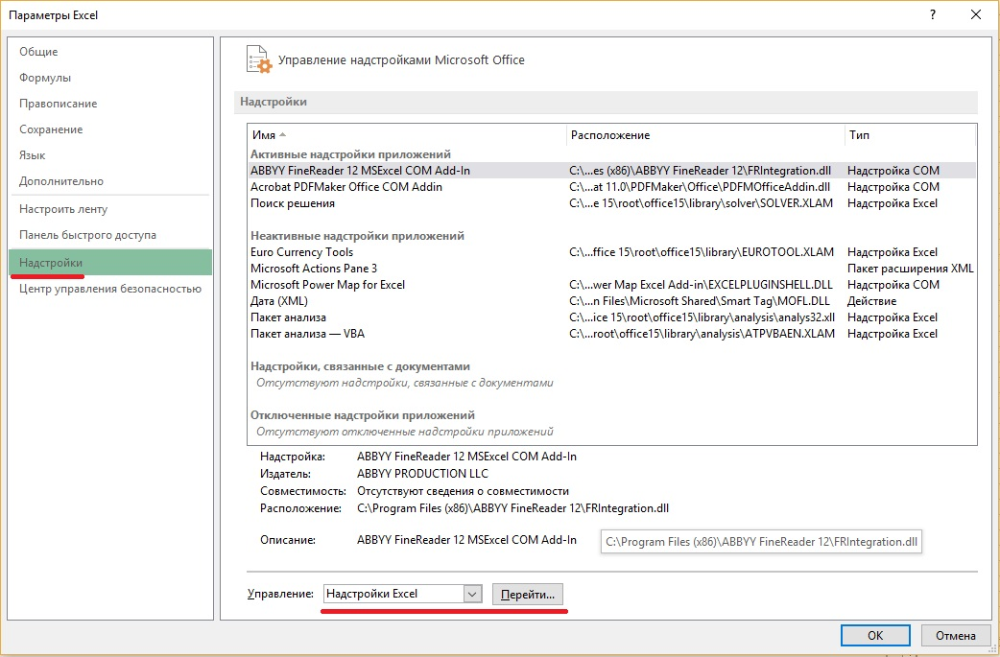 Параметры Excel ?
Общие
Формулы
Правописание
Сохранение
Язык
Дополнительно
Настроить ленту
Панель быстрого доступа
Надстройки
Центр управления безопасностью
Управление надстройками Microsoft Office
Надстройки
Имя Расположение Тип
Активные надстройки приложений
ABBYY FineReader 12 MSExcel COM Add-In C:\...es (x86)\ABBYY FineReader 12\FRIntegration.dll Надстройка COM
Acrobat PDFMaker Office COM Addin C:\...at 11.0\PDFMaker\Office\PDFMOfficeAddin.dll Надстройка COM
Поиск решения C:\...e 15\root\office15\library\solver\SOLVER.XLAM Надстройка Excel
Неактивные надстройки приложений
Euro Currency Tools C:\...ffice 15\root\office15\library\EUROTOOL.XLAM Надстройка Excel
Microsoft Actions Pane 3 Пакет расширения XML
Microsoft Power Map for Excel C:\...wer Map Excel Add-in\EXCELPLUGINSHELL.DLL Надстройка COM
Дата (XML) C:\...n Files\Microsoft Shared\Smart Tag\MOFL.DLL Действие
Пакет анализа C:\...ice 15\root\office15\library\analysis\analys32.xll Надстройка Excel
Пакет анализа — VBA C:\...root\office15\library\analysis\ATPVBAEN.XLAM Надстройка Excel
Надстройки, связанные с документами
Отсутствуют надстройки, связанные с документами
Отключенные надстройки приложений
Отсутствуют отключенные надстройки приложений
Надстройка: ABBYY FineReader 12 MSExcel COM Add-In
Издатель: ABBYY PRODUCTION LLC
Совместимость: Отсутствуют сведения о совместимости
Расположение: C:\Program Files (x86)\ABBYY FineReader 12\FRIntegration.dll
Описание: ABBYY FineReader 12 MSExcel COM Add-In
C:\Program Files (x86)\ABBYY FineReader 12\FRIntegration.dll
Управление: Надстройки Excel Перейти...
ОК Отмена